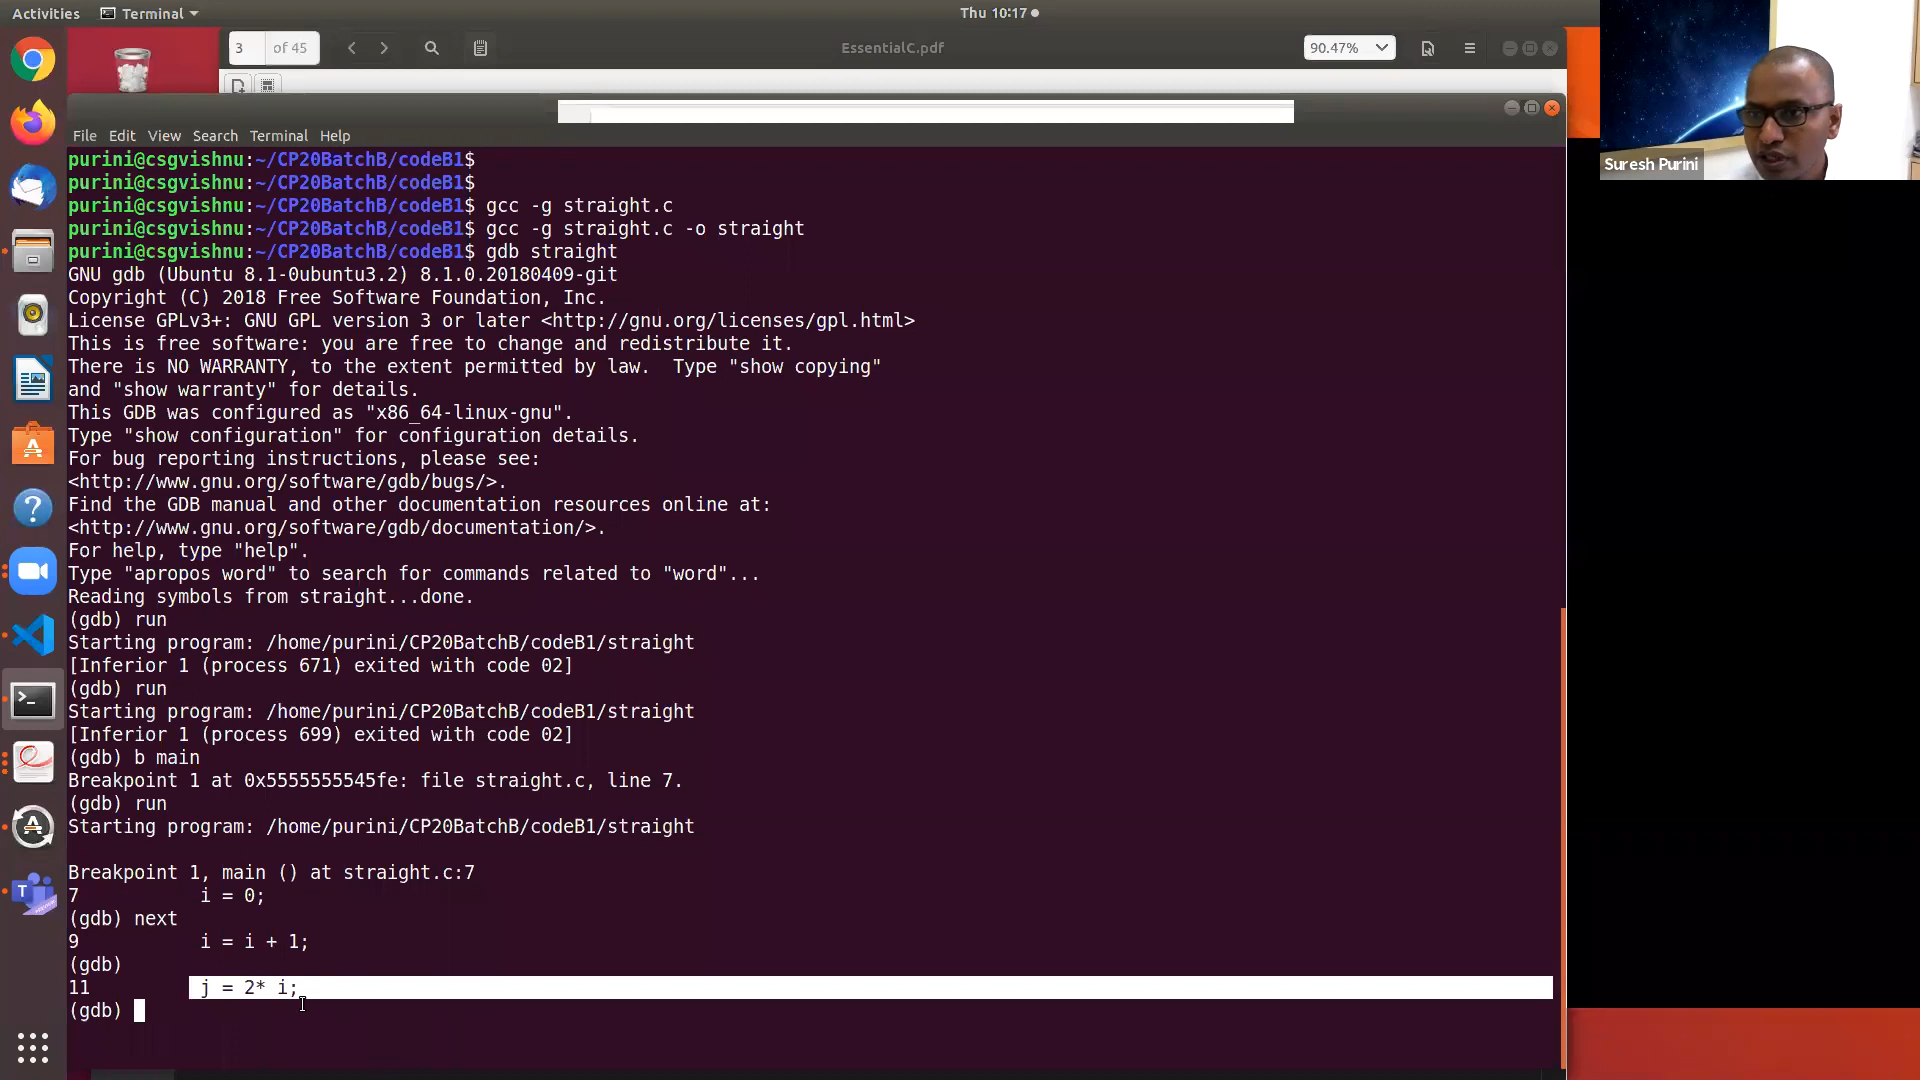 Activities
Terminal
Thu 10:17
3
of 45
EssentialC.pdf
90.47%
File Edit View Search Terminal Help
purini@csgvishnu:~/CP20BatchB/codeB1$
purini@csgvishnu:~/CP20BatchB/codeB1$
purini@csgvishnu:~/CP20BatchB/codeB1$ gcc -g straight.c
purini@csgvishnu:~/CP20BatchB/codeB1$ gcc -g straight.c -o straight
purini@csgvishnu:~/CP20BatchB/codeB1$ gdb straight
GNU gdb (Ubuntu 8.1-0ubuntu3.2) 8.1.0.20180409-git
Copyright (C) 2018 Free Software Foundation, Inc.
License GPLv3+: GNU GPL version 3 or later <http://gnu.org/licenses/gpl.html>
This is free software: you are free to change and redistribute it.
There is NO WARRANTY, to the extent permitted by law.  Type "show copying"
and "show warranty" for details.
This GDB was configured as "x86_64-linux-gnu".
Type "show configuration" for configuration details.
For bug reporting instructions, please see:
<http://www.gnu.org/software/gdb/bugs/>.
Find the GDB manual and other documentation resources online at:
<http://www.gnu.org/software/gdb/documentation/>.
For help, type "help".
Type "apropos word" to search for commands related to "word"...
Reading symbols from straight...done.
(gdb) run
Starting program: /home/purini/CP20BatchB/codeB1/straight
[Inferior 1 (process 671) exited with code 02]
(gdb) run
Starting program: /home/purini/CP20BatchB/codeB1/straight
[Inferior 1 (process 699) exited with code 02]
(gdb) b main
Breakpoint 1 at 0x5555555545fe: file straight.c, line 7.
(gdb) run
Starting program: /home/purini/CP20BatchB/codeB1/straight
Breakpoint 1, main () at straight.c:7
7           i = 0;
(gdb) next
9           i = i + 1;
(gdb)
11          j = 2* i;
(gdb)
Suresh Purini